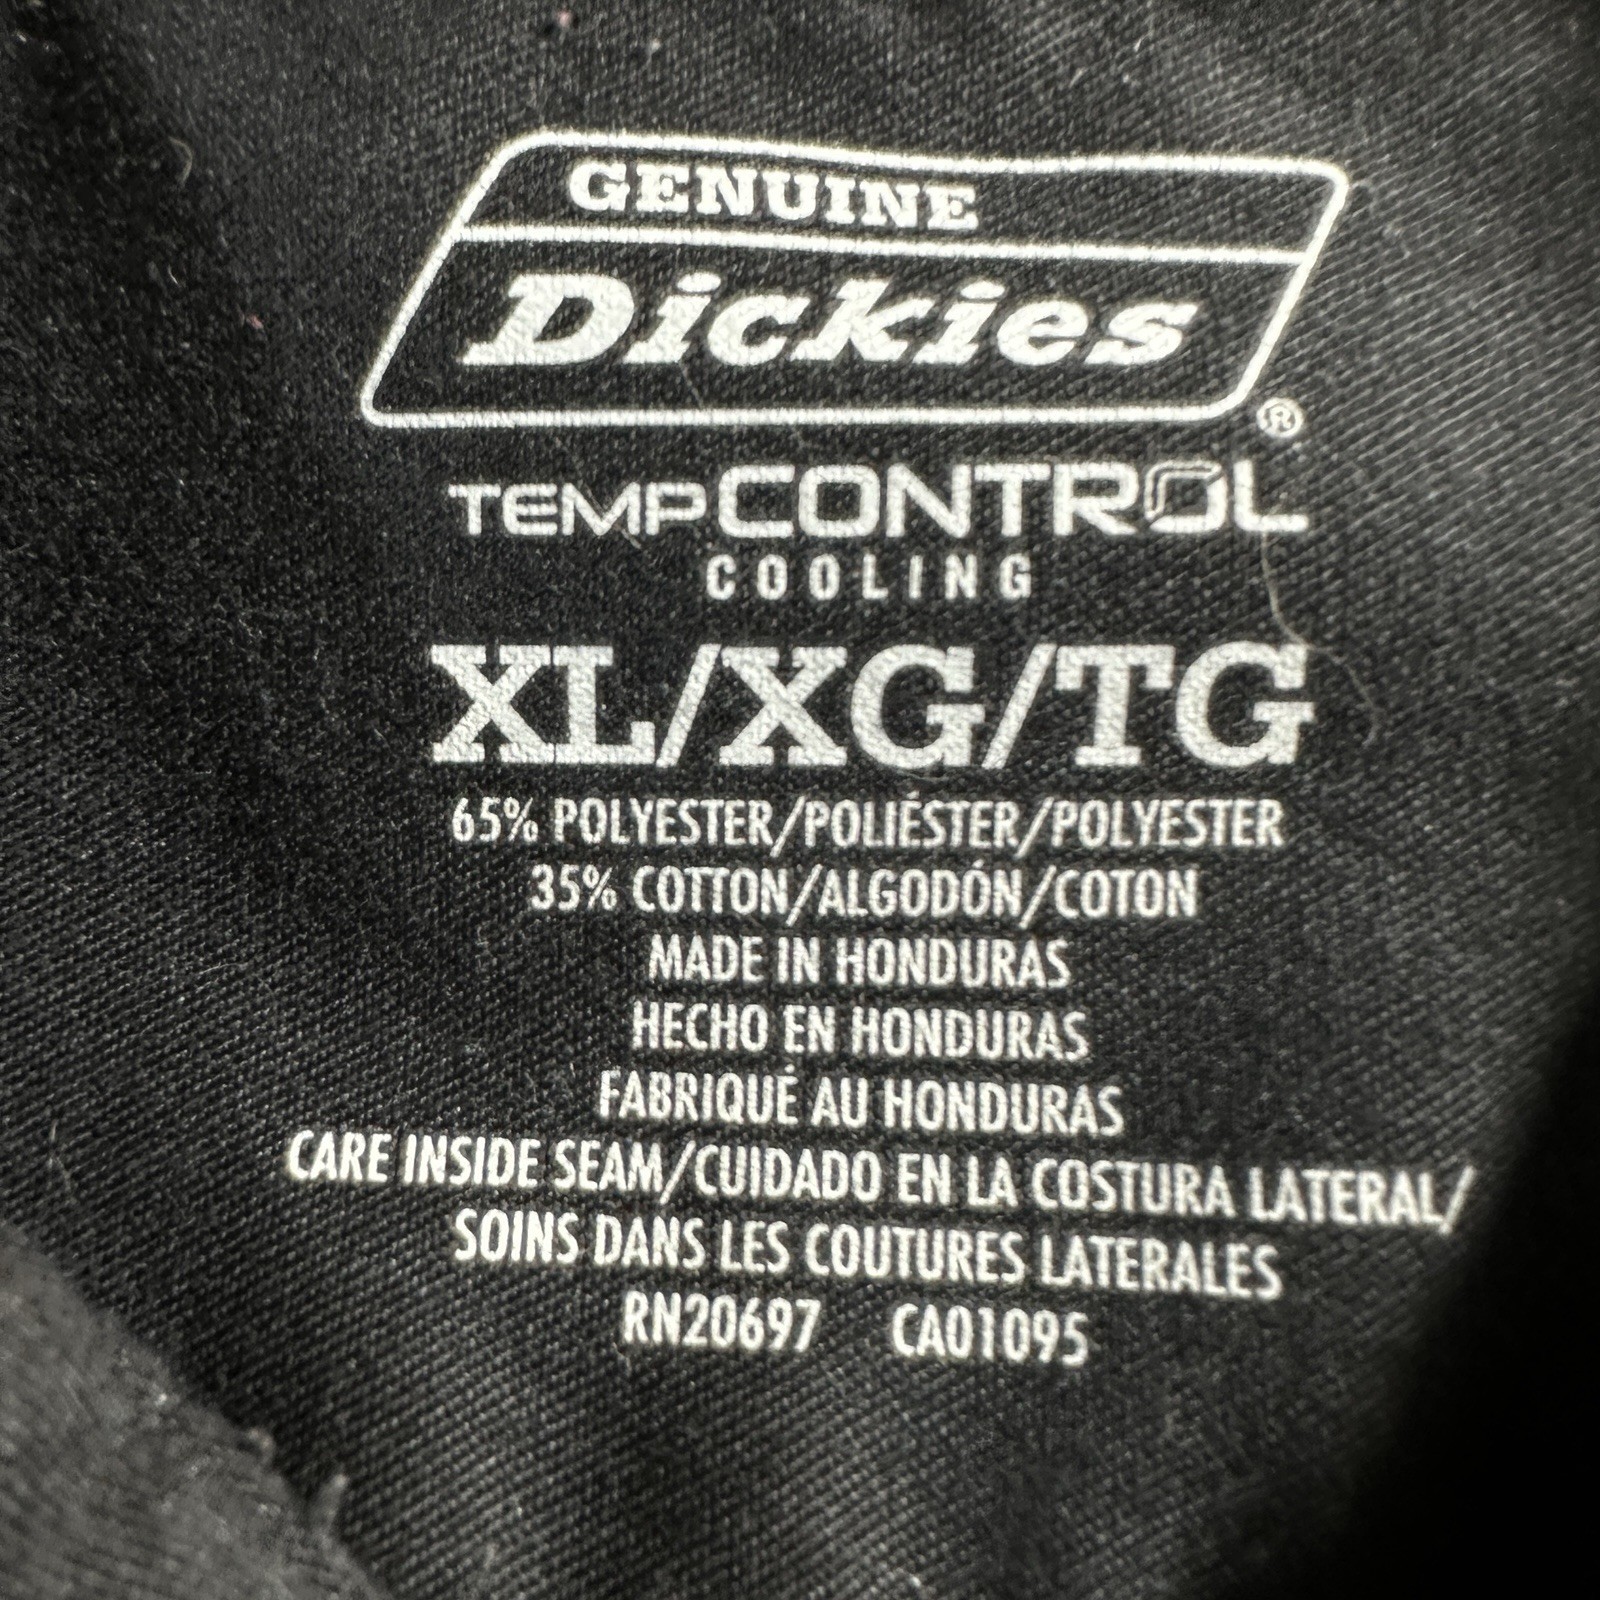 GENUINE
Dickies
®
TEMPCONTROL
COOLING
XL/XG/TG
65% POLYESTER/POLIÉSTER/POLYESTER
35% COTTON/ALGODÓN/COTON
MADE IN HONDURAS
HECHO EN HONDURAS
FABRIQUÉ AU HONDURAS
CARE INSIDE SEAM/CUIDADO EN LA COSTURA LATERAL/
SOINS DANS LES COUTURES LATERALES
RN20697 CA01095